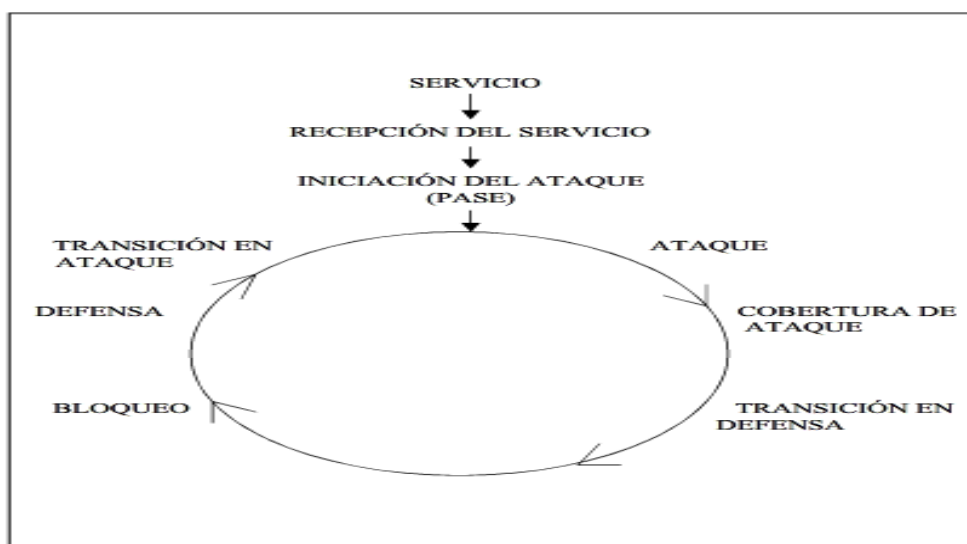 SERVICIO
RECEPCIÓN DEL SERVICIO
INICIACIÓN DEL ATAQUE
(PASE)
TRANSICIÓN EN
ATAQUE
ATAQUE
DEFENSA
COBERTURA DE
ATAQUE
BLOQUEO
TRANSICIÓN EN
DEFENSA